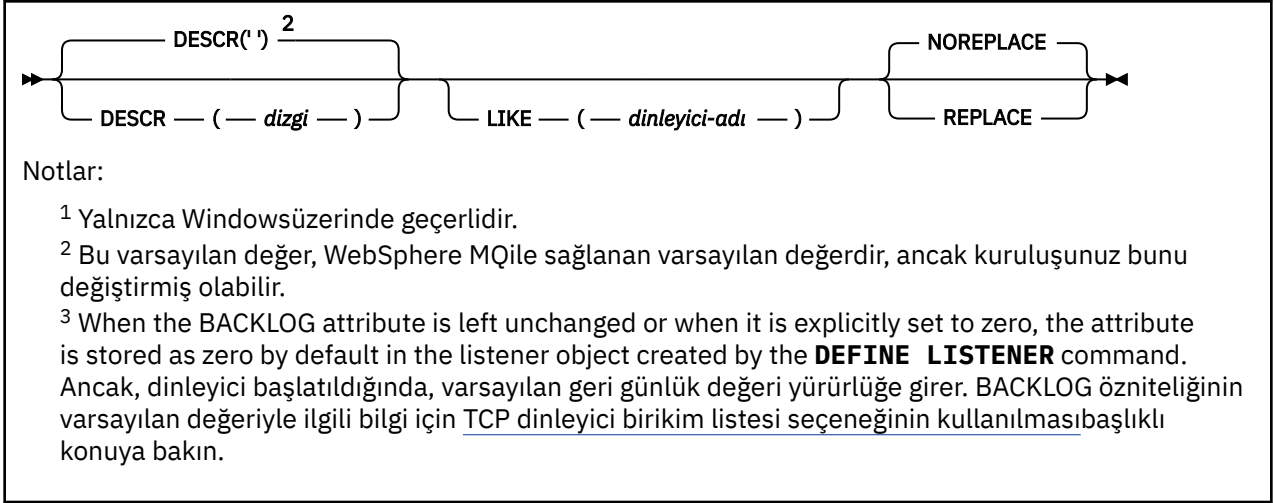 DESCR(' ') 2
NOREPLACE
DESCR — ( — dizgi — )
LIKE — ( — dinleyici-adı — )
REPLACE
Notlar:
1 Yalnızca Windowsüzerinde geçerlidir.
2 Bu varsayılan değer, WebSphere MQile sağlanan varsayılan değerdir, ancak kuruluşunuz bunu
değiştirmiş olabilir.
3 When the BACKLOG attribute is left unchanged or when it is explicitly set to zero, the attribute
is stored as zero by default in the listener object created by the DEFINE LISTENER command.
Ancak, dinleyici başlatıldığında, varsayılan geri günlük değeri yürürlüğe girer. BACKLOG özniteliğinin
varsayılan değeriyle ilgili bilgi için TCP dinleyici birikim listesi seçeneğinin kullanılmasıbaşlıklı
konuya bakın.